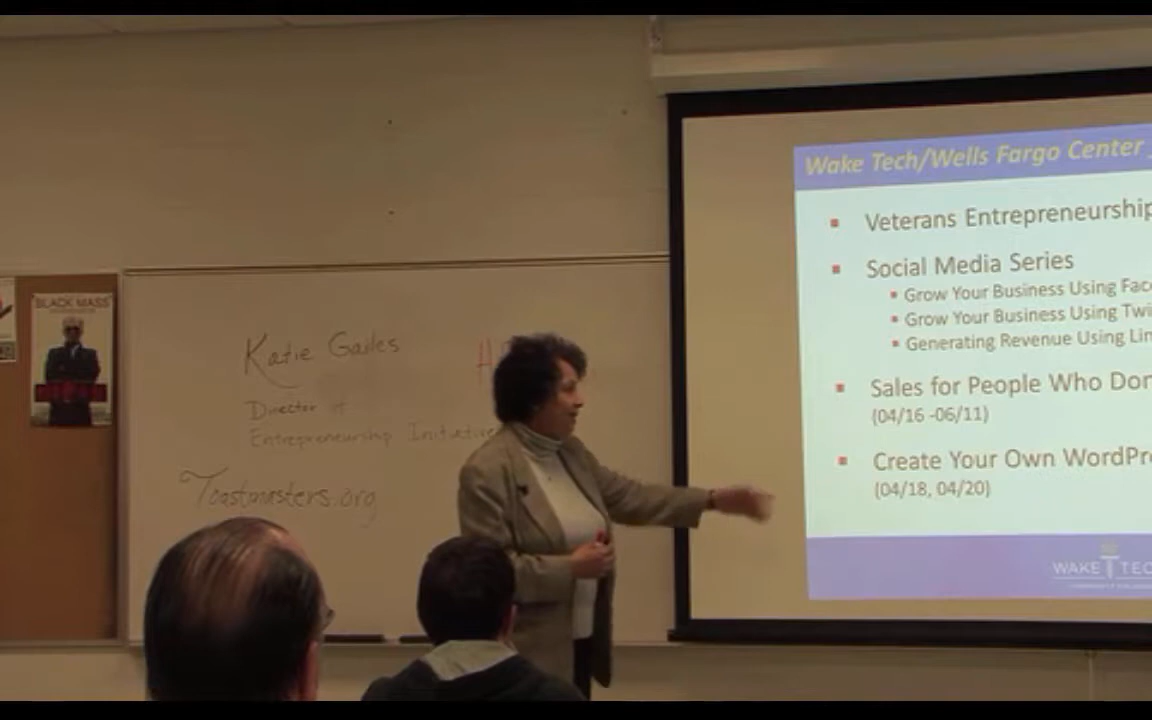 BLACK MASS
Katie Gailes
Director of
Entrepreneurship Initiatives
Toastmasters.org
Wake Tech/Wells Fargo Center
Veterans Entrepreneurship
Social Media Series
Grow Your Business Using Face
Grow Your Business Using Twi
Generating Revenue Using Lin
Sales for People Who Don
(04/16 -06/11)
Create Your Own WordPre
(04/18, 04/20)
WAKE TEC